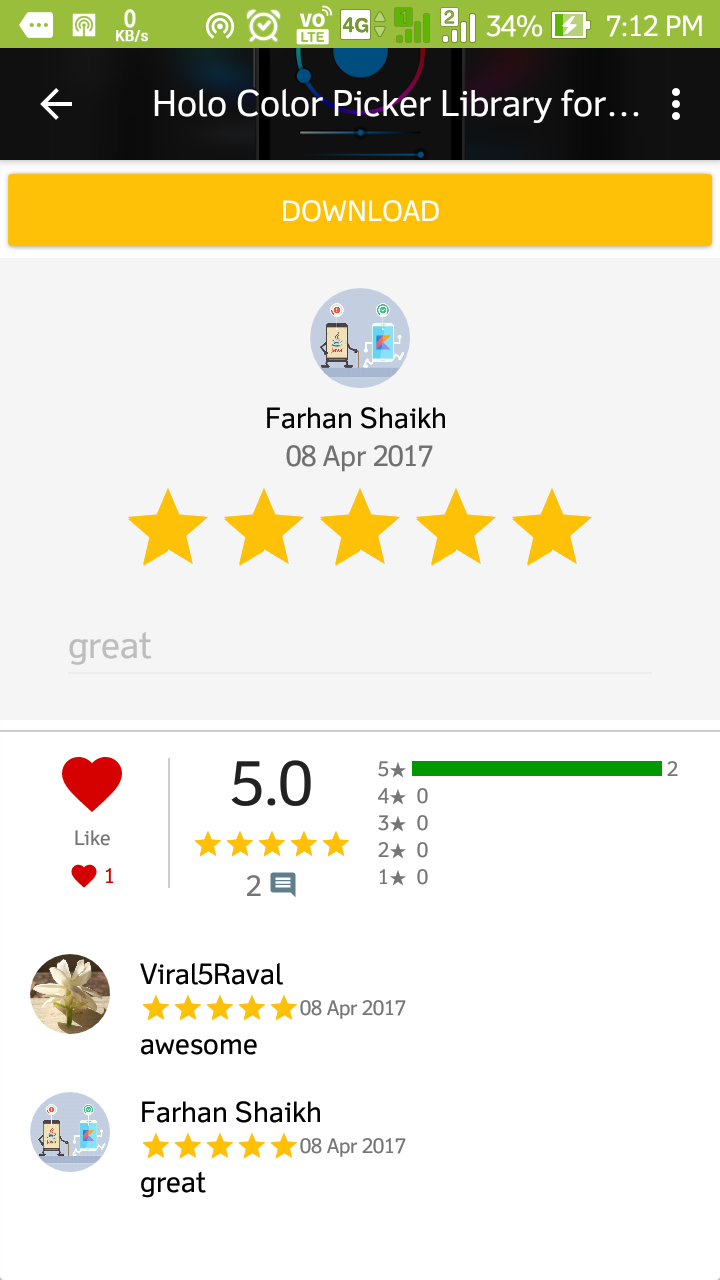 0
KB/s
VO
LTE
4G
1
2
34%
7:12 PM
Holo Color Picker Library for...
DOWNLOAD
Farhan Shaikh
08 Apr 2017
great
Like
1
5.0
2
5★ 2
4★ 0
3★ 0
2★ 0
1★ 0
Viral5Raval
08 Apr 2017
awesome
Farhan Shaikh
08 Apr 2017
great